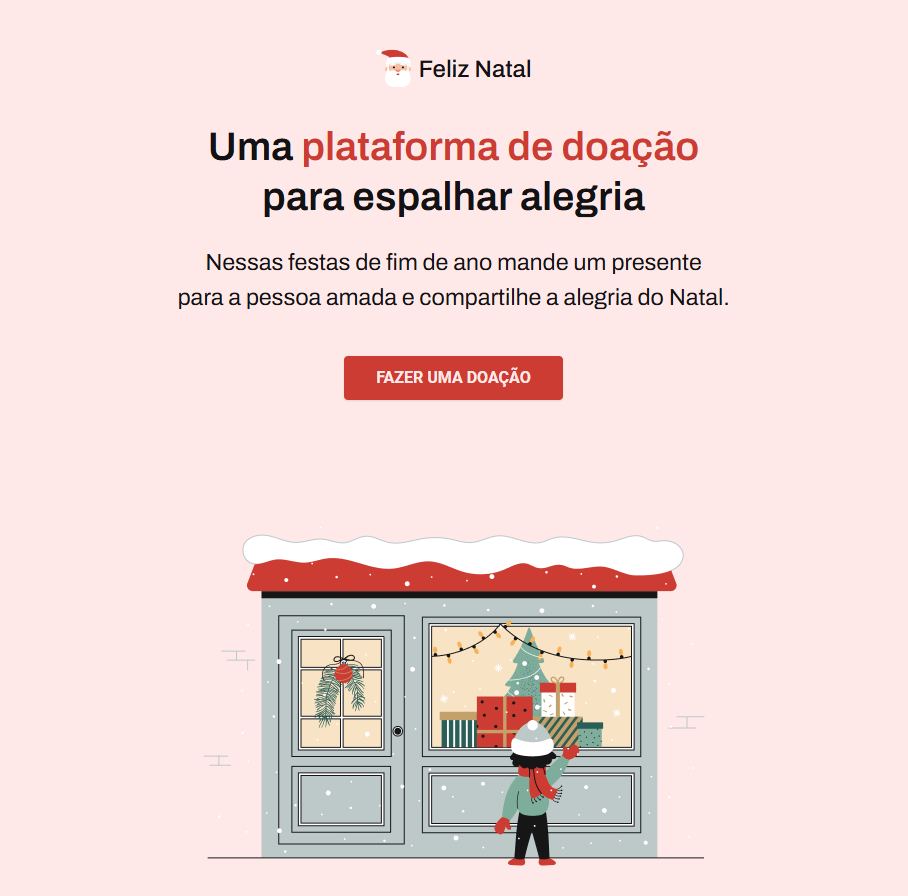 Feliz Natal
Uma plataforma de doação
para espalhar alegria
Nessas festas de fim de ano mande um presente
para a pessoa amada e compartilhe a alegria do Natal.
FAZER UMA DOAÇÃO